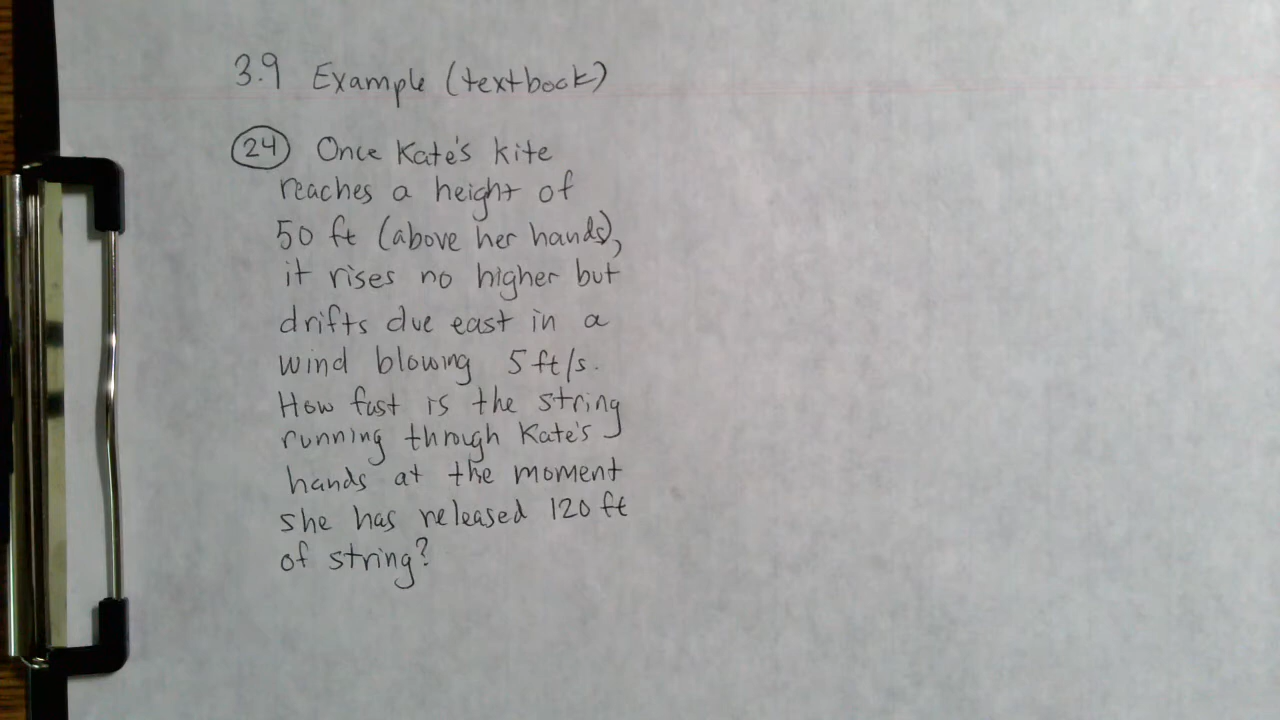 3.9 Example (textbook)
24 Once Kate's kite
reaches a height of
50 ft (above her hands),
it rises no higher but
drifts due east in a
wind blowing 5 ft/s.
How fast is the string
running through Kate's
hands at the moment
she has released 120 ft
of string?